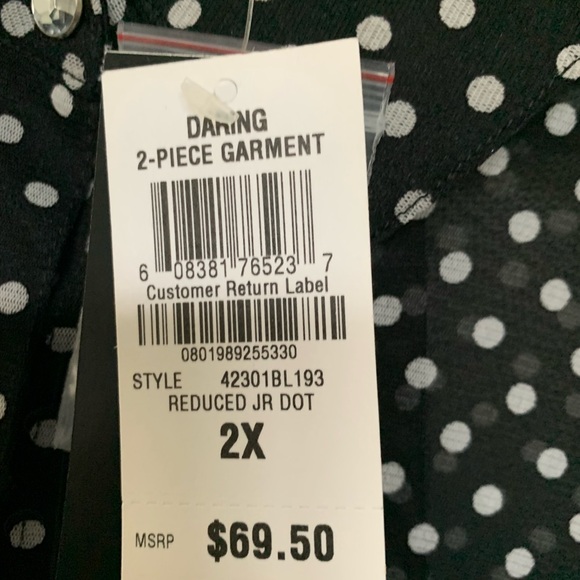 DARING
2-PIECE GARMENT
6 08381 76523 7
Customer Return Label
0801989255330
STYLE 42301BL193
REDUCED JR DOT
2X
MSRP $69.50